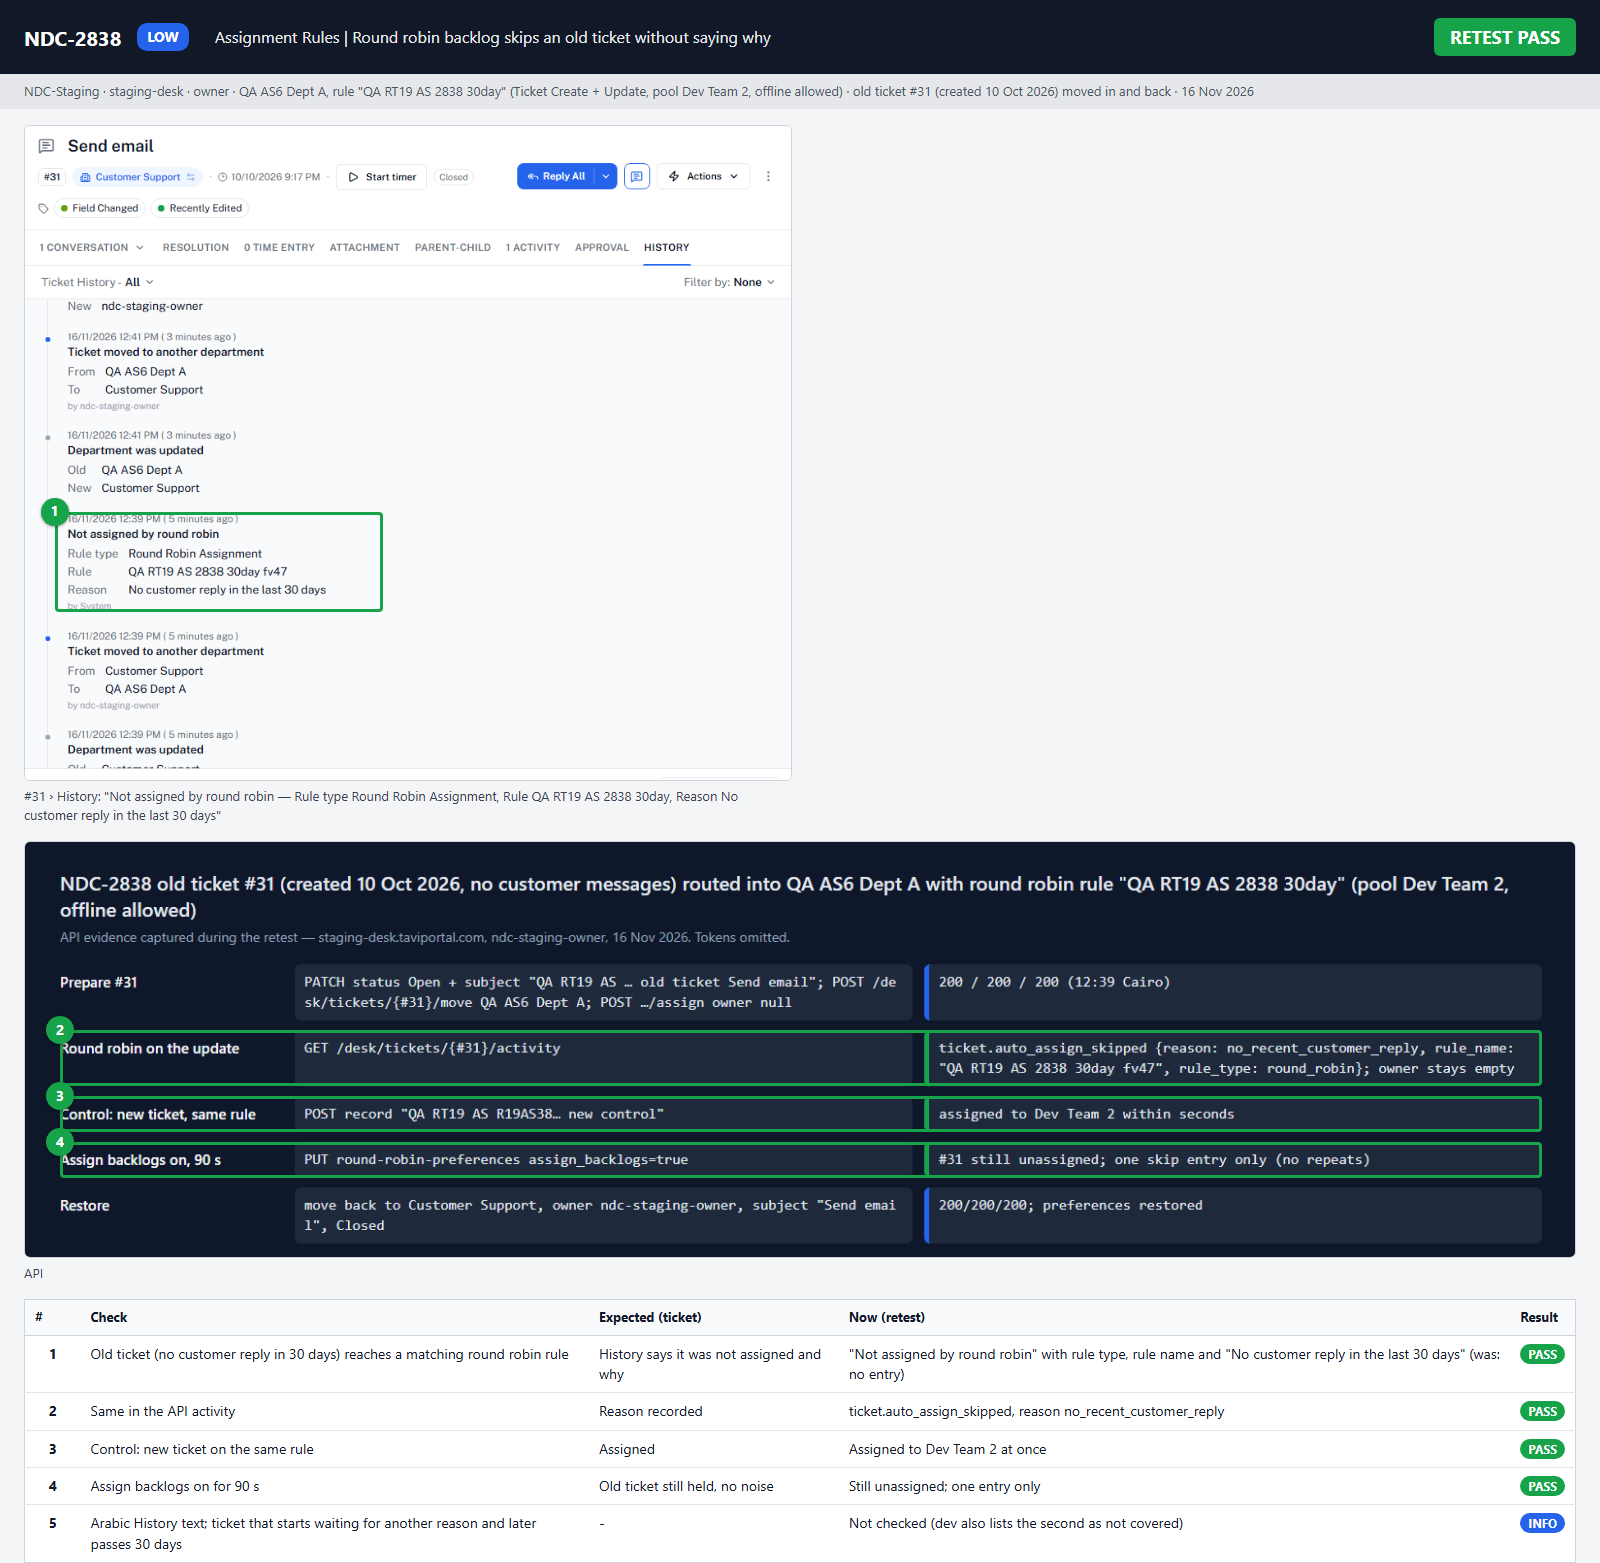 NDC-2838 LOW Assignment Rules | Round robin backlog skips an old ticket without saying why RETEST PASS
NDC-Staging · staging-desk · owner · QA AS6 Dept A, rule "QA RT19 AS 2838 30day" (Ticket Create + Update, pool Dev Team 2, offline allowed) · old ticket #31 (created 10 Oct 2026) moved in and back · 16 Nov 2026
Send email
#31 Customer Support · 10/10/2026 9:17 PM · Start timer Closed Reply All Actions
Field Changed Recently Edited
1 CONVERSATION RESOLUTION 0 TIME ENTRY ATTACHMENT PARENT-CHILD 1 ACTIVITY APPROVAL HISTORY
Ticket History - All Filter by: None
New ndc-staging-owner
16/11/2026 12:41 PM ( 3 minutes ago )
Ticket moved to another department
From QA AS6 Dept A
To Customer Support
by ndc-staging-owner
16/11/2026 12:41 PM ( 3 minutes ago )
Department was updated
Old QA AS6 Dept A
New Customer Support
1
16/11/2026 12:39 PM ( 5 minutes ago )
Not assigned by round robin
Rule type Round Robin Assignment
Rule QA RT19 AS 2838 30day fv47
Reason No customer reply in the last 30 days
by System
16/11/2026 12:39 PM ( 5 minutes ago )
Ticket moved to another department
From Customer Support
To QA AS6 Dept A
by ndc-staging-owner
16/11/2026 12:39 PM ( 5 minutes ago )
Department was updated
Old Customer Support
#31 › History: "Not assigned by round robin — Rule type Round Robin Assignment, Rule QA RT19 AS 2838 30day, Reason No
customer reply in the last 30 days"
NDC-2838 old ticket #31 (created 10 Oct 2026, no customer messages) routed into QA AS6 Dept A with round robin rule "QA RT19 AS 2838 30day" (pool Dev Team 2,
offline allowed)
API evidence captured during the retest — staging-desk.taviportal.com, ndc-staging-owner, 16 Nov 2026. Tokens omitted.
Prepare #31 PATCH status Open + subject "QA RT19 AS … old ticket Send email"; POST /de
sk/tickets/{#31}/move QA AS6 Dept A; POST …/assign owner null
200 / 200 / 200 (12:39 Cairo)
2
Round robin on the update GET /desk/tickets/{#31}/activity
ticket.auto_assign_skipped {reason: no_recent_customer_reply, rule_name:
"QA RT19 AS 2838 30day fv47", rule_type: round_robin}; owner stays empty
3
Control: new ticket, same rule POST record "QA RT19 AS R19AS38… new control" assigned to Dev Team 2 within seconds
4
Assign backlogs on, 90 s PUT round-robin-preferences assign_backlogs=true #31 still unassigned; one skip entry only (no repeats)
Restore move back to Customer Support, owner ndc-staging-owner, subject "Send emai
l", Closed
200/200/200; preferences restored
API
# Check Expected (ticket) Now (retest) Result
1 Old ticket (no customer reply in 30 days) reaches a matching round robin rule History says it was not assigned and
why
"Not assigned by round robin" with rule type, rule name and "No customer reply in the last 30 days" (was:
no entry)
PASS
2 Same in the API activity Reason recorded ticket.auto_assign_skipped, reason no_recent_customer_reply PASS
3 Control: new ticket on the same rule Assigned Assigned to Dev Team 2 at once PASS
4 Assign backlogs on for 90 s Old ticket still held, no noise Still unassigned; one entry only PASS
5 Arabic History text; ticket that starts waiting for another reason and later
passes 30 days
- Not checked (dev also lists the second as not covered) INFO